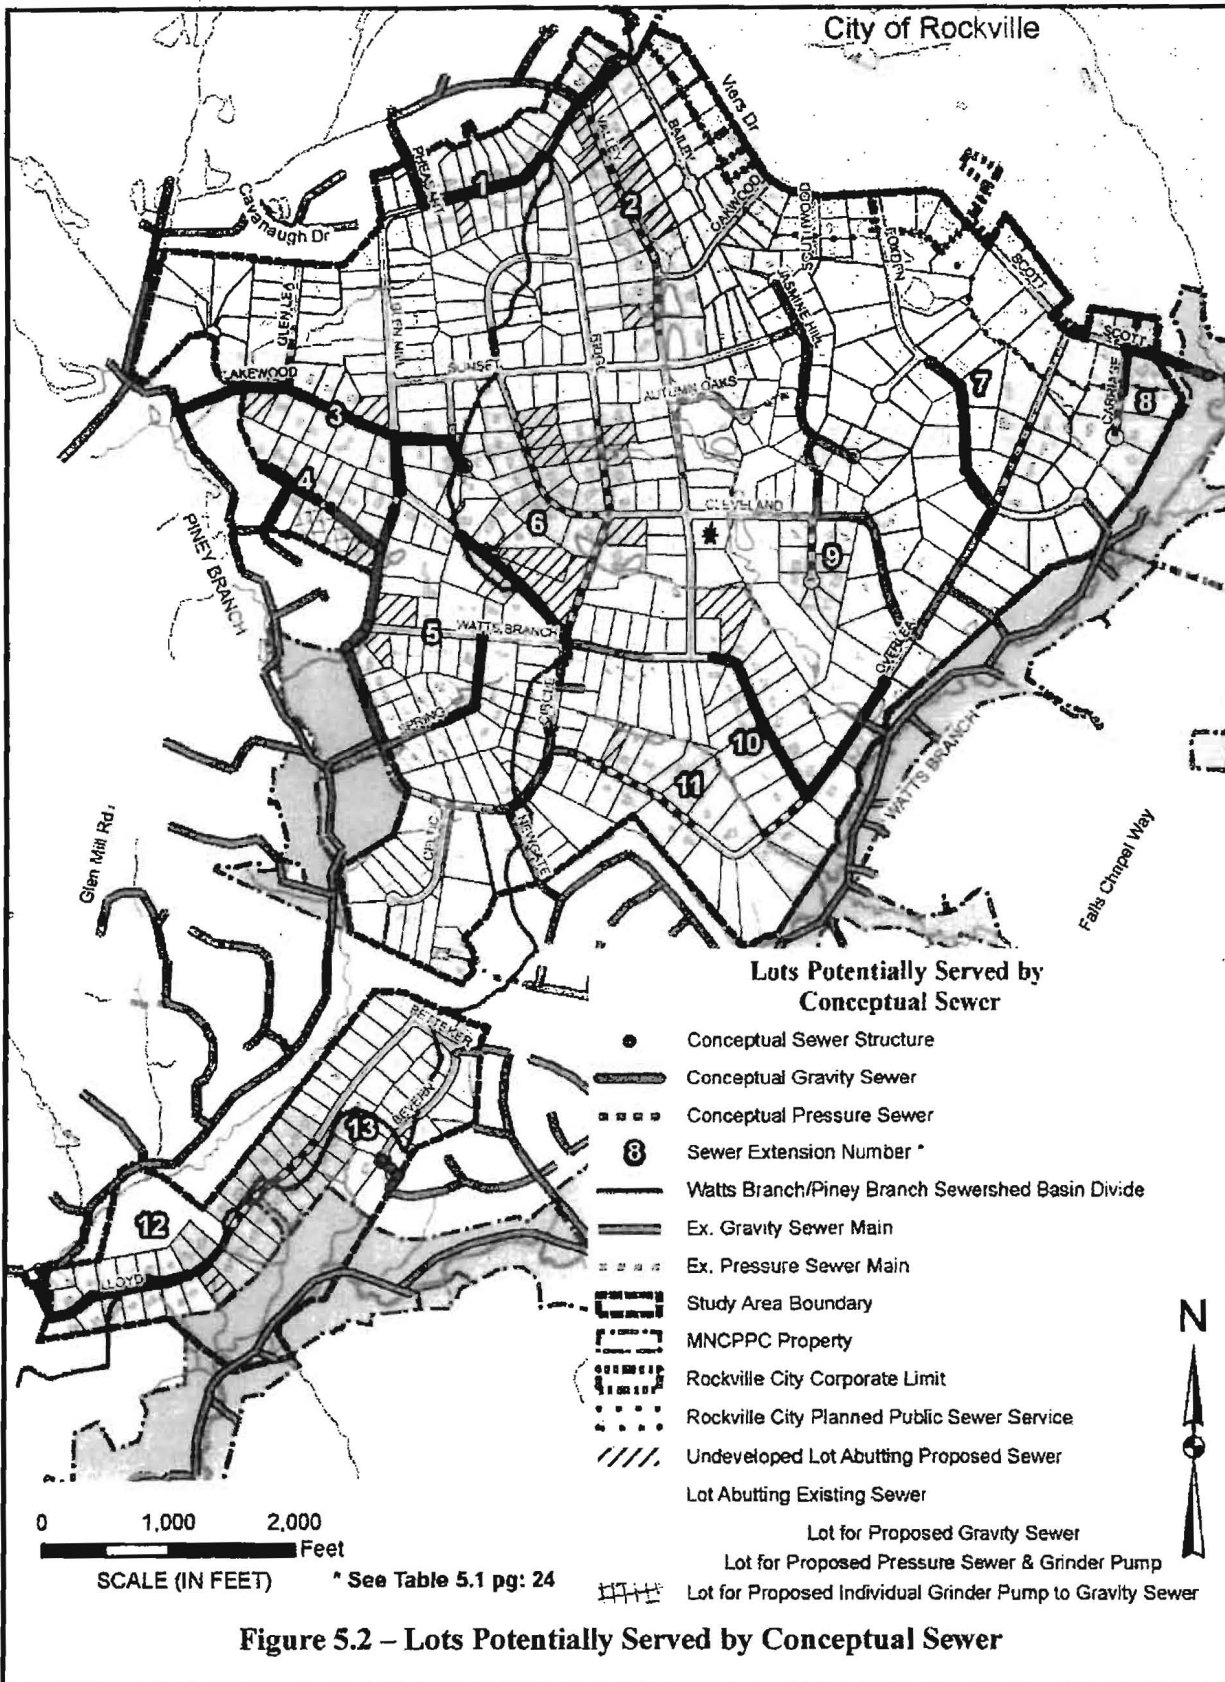 City of Rockville
Viers Dr
VALLEY
BAILEY
PHEASANT
1
Cavanaugh Dr
2
OAKWOOD
SCOTTWOOD
FOXDEN
SCOTT
JASMINE HILL
GLEN LEA
GLEN MILL
SCOTT
SUNSET
RIDGE
LAKEWOOD
AUTUMN OAKS
7
CARRIAGE
8
3
4
CLEVELAND
6
*
9
PINEY BRANCH
5
WATTS BRANCH
OVERLEA
CIRCLE
SPRING
10
WATTS BRANCH
11
CELTIC
NEWGATE
Glen Mill Rd
Falls Chapel Way
BEVERN
13
12
LLOYD
Lots Potentially Served by
Conceptual Sewer
Conceptual Sewer Structure
Conceptual Gravity Sewer
Conceptual Pressure Sewer
8 Sewer Extension Number *
Watts Branch/Piney Branch Sewershed Basin Divide
Ex. Gravity Sewer Main
Ex. Pressure Sewer Main
Study Area Boundary
MNCPPC Property
Rockville City Corporate Limit
Rockville City Planned Public Sewer Service
Undeveloped Lot Abutting Proposed Sewer
Lot Abutting Existing Sewer
Lot for Proposed Gravity Sewer
Lot for Proposed Pressure Sewer & Grinder Pump
Lot for Proposed Individual Grinder Pump to Gravity Sewer
N
0 1,000 2,000
Feet
SCALE (IN FEET)
* See Table 5.1 pg: 24
Figure 5.2 – Lots Potentially Served by Conceptual Sewer